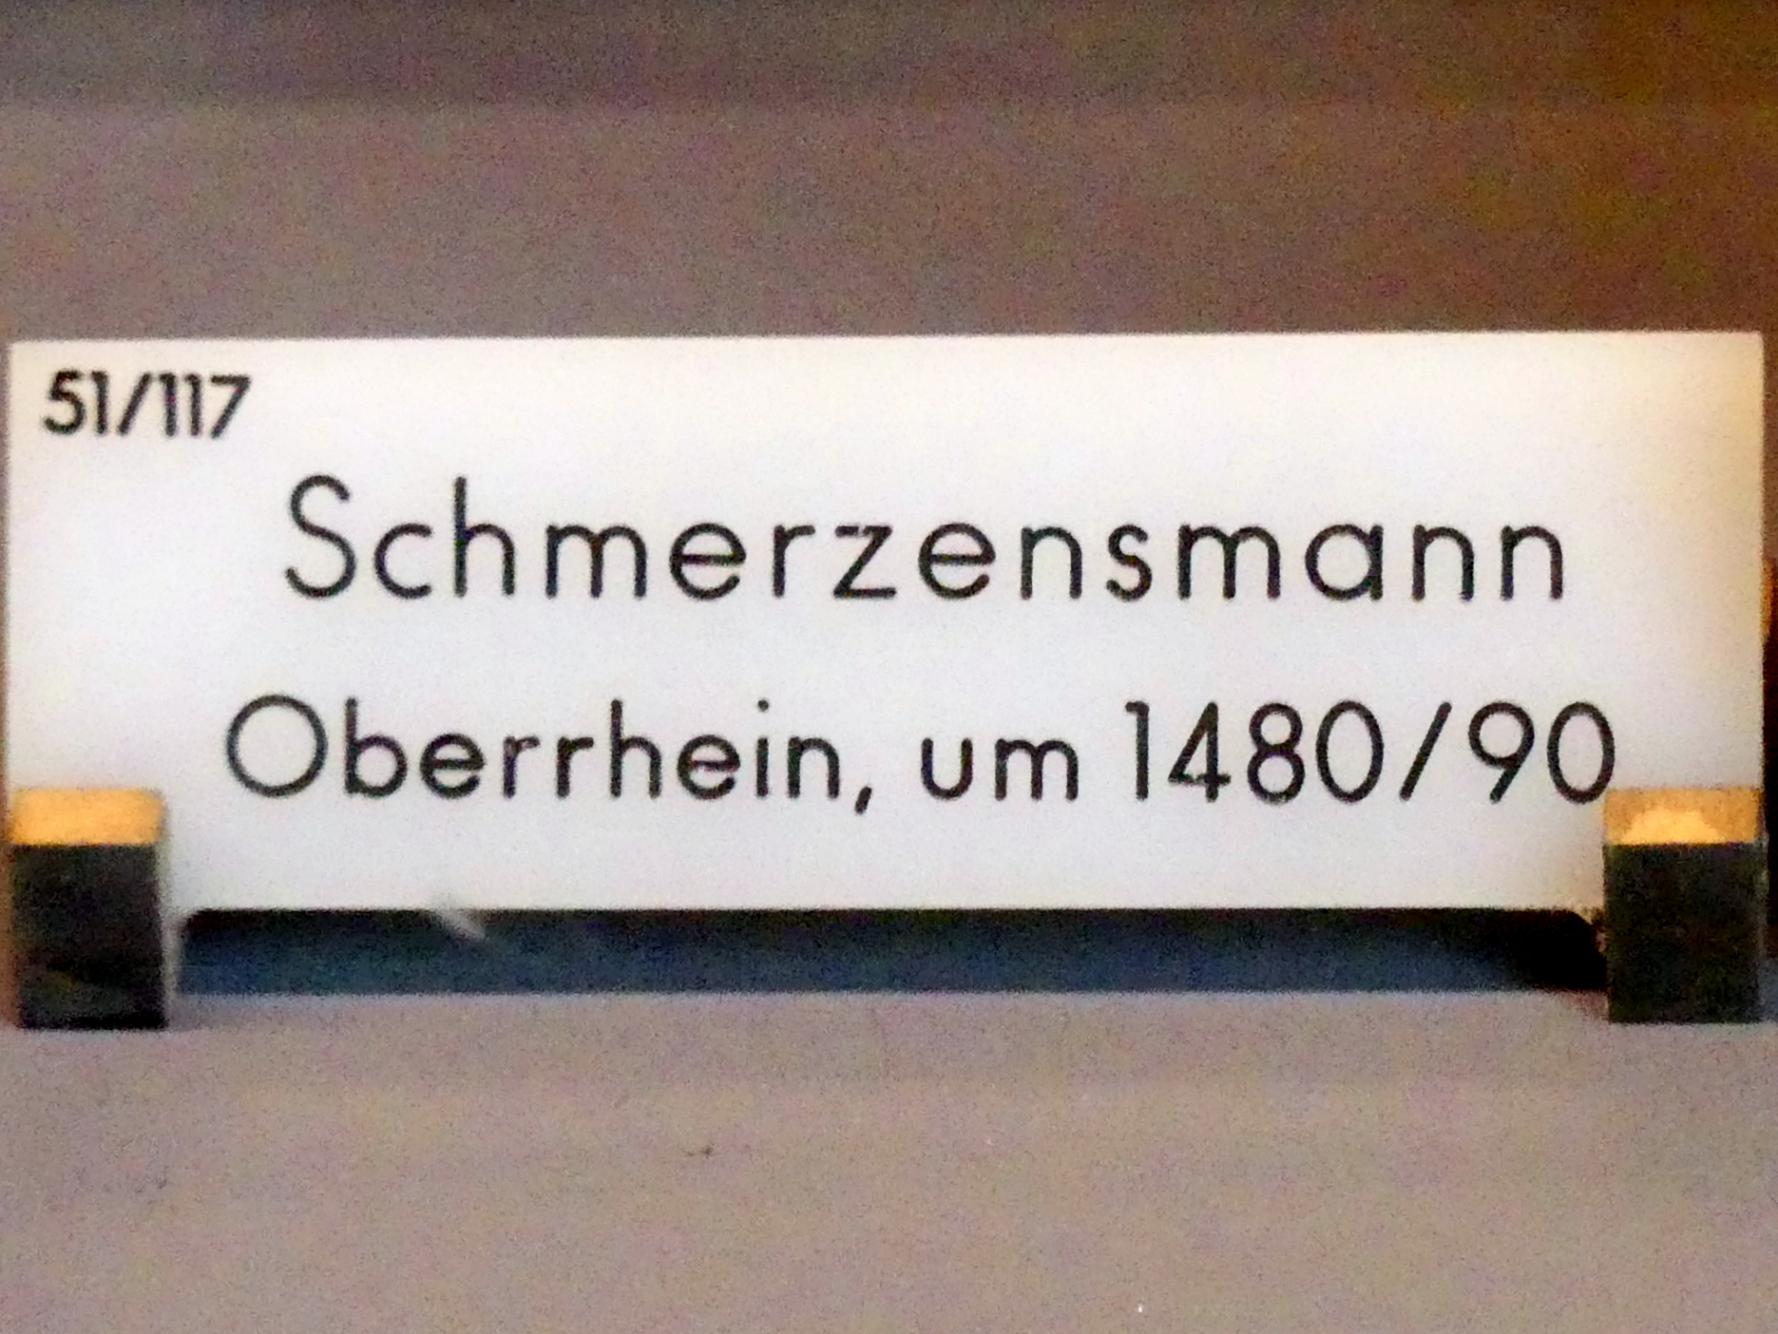 51/117
Schmerzensmann
Oberrhein, um 1480/90